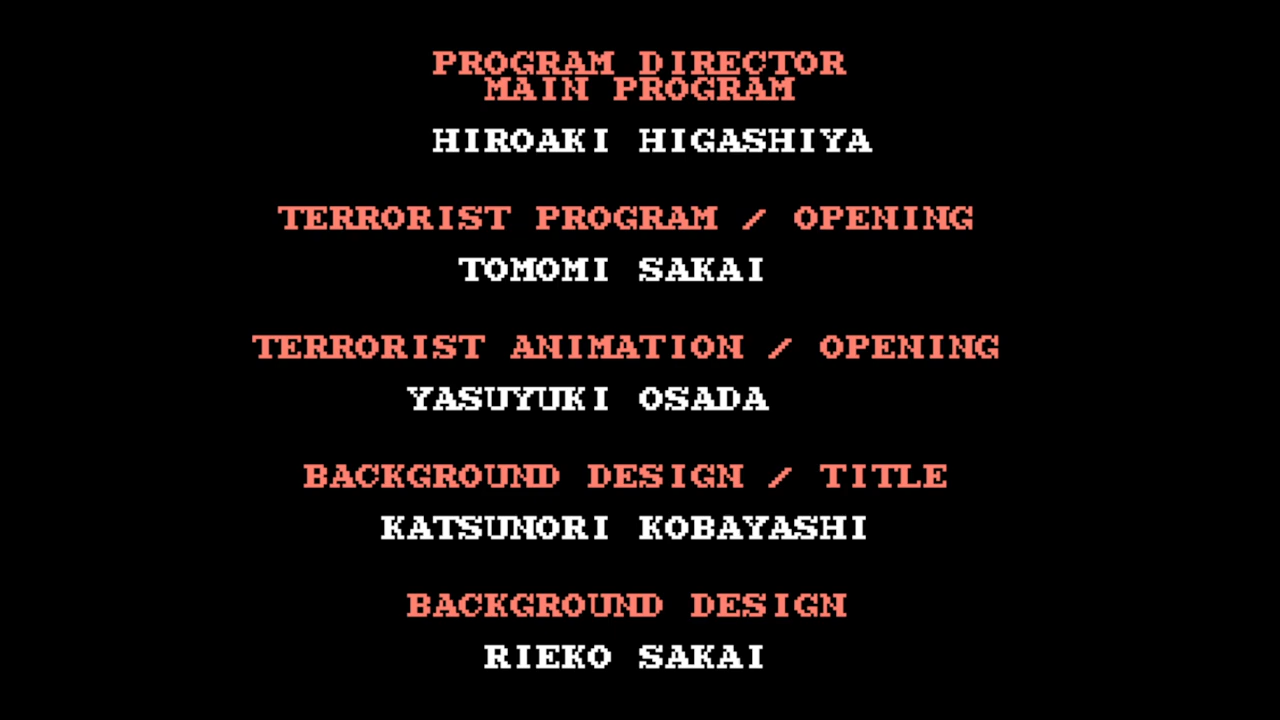 PROGRAM DIRECTOR
MAIN PROGRAM
HIROAKI HIGASHIYA
TERRORIST PROGRAM / OPENING
TOMOMI SAKAI
TERRORIST ANIMATION / OPENING
YASUYUKI OSADA
BACKGROUND DESIGN / TITLE
KATSUNORI KOBAYASHI
BACKGROUND DESIGN
RIEKO SAKAI